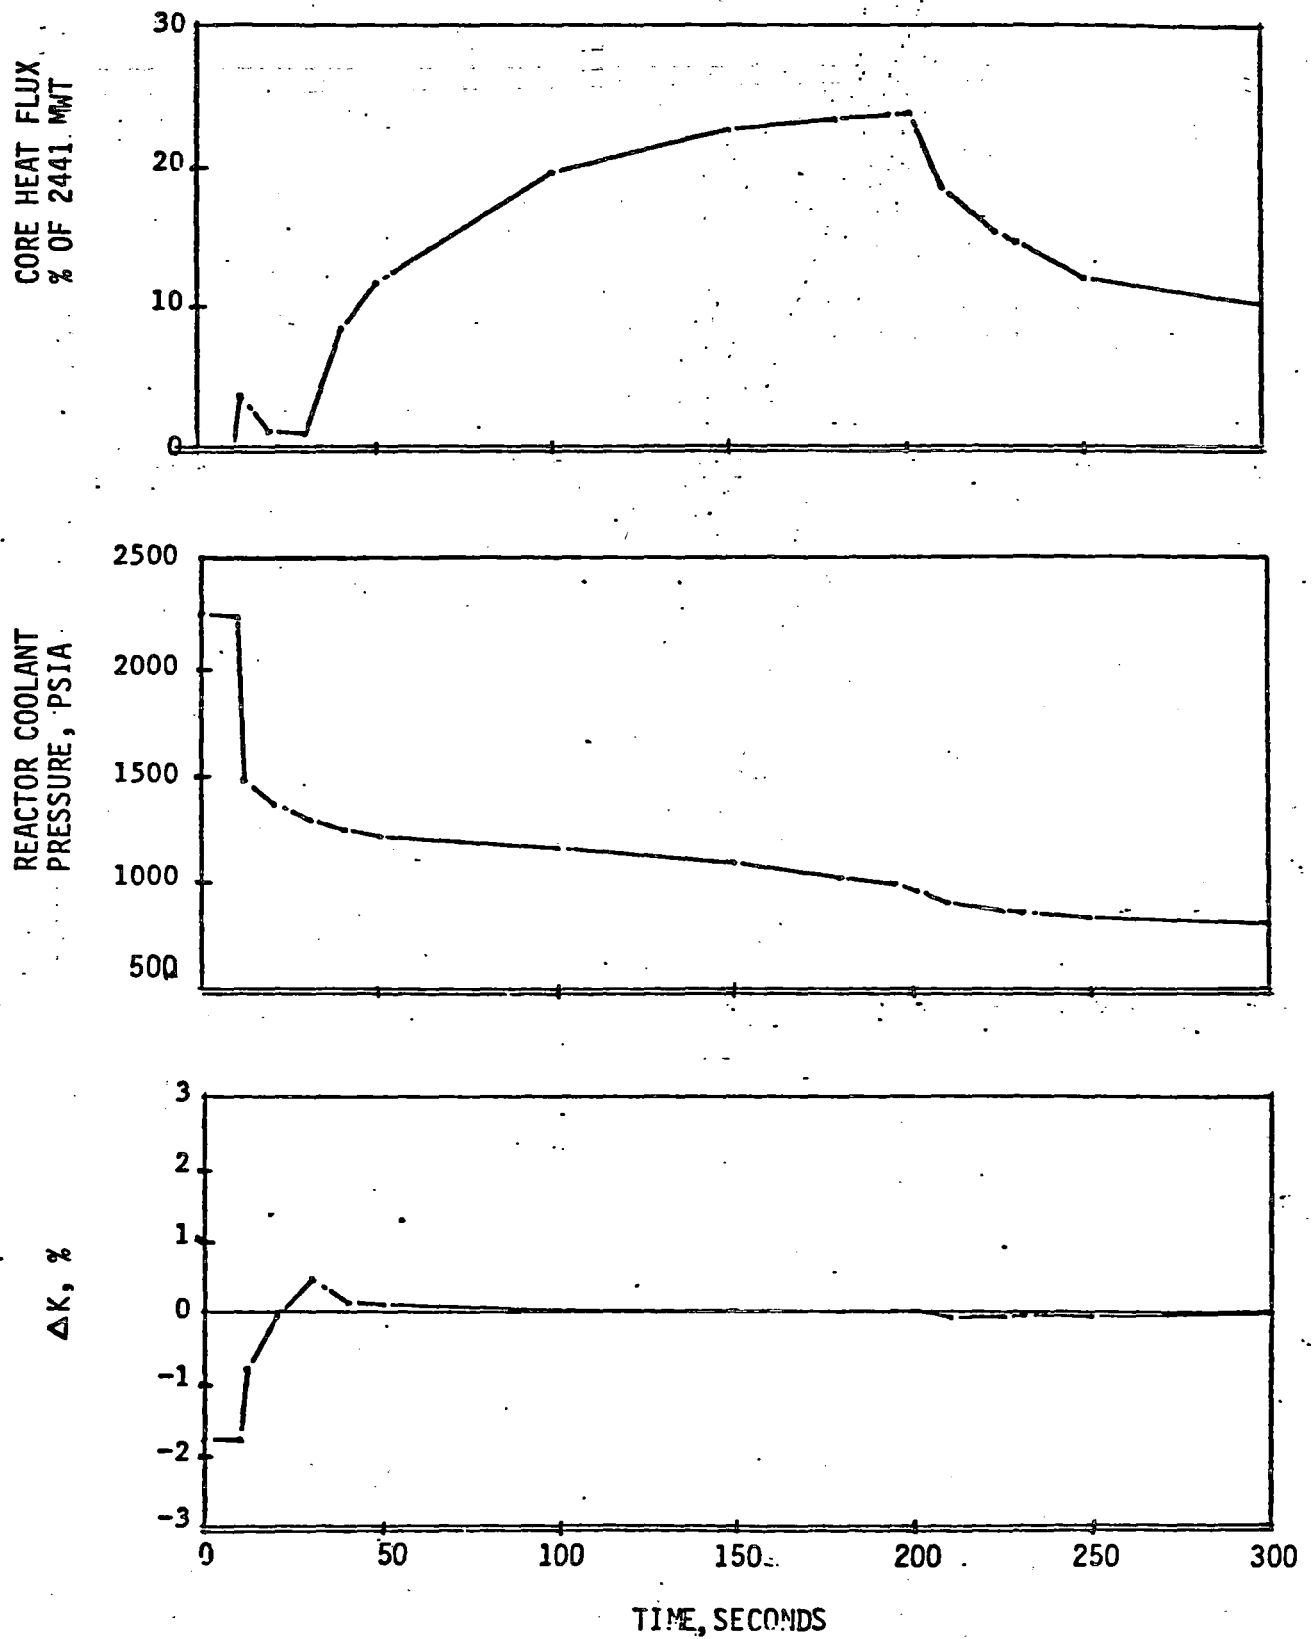 CORE HEAT FLUX
% OF 2441 MWT
30
20
10
0
REACTOR COOLANT
PRESSURE, PSIA
2500
2000
1500
1000
500
ΔK, %
3
2
1
0
-1
-2
-3
0 50 100 150 200 250 300
TIME, SECONDS